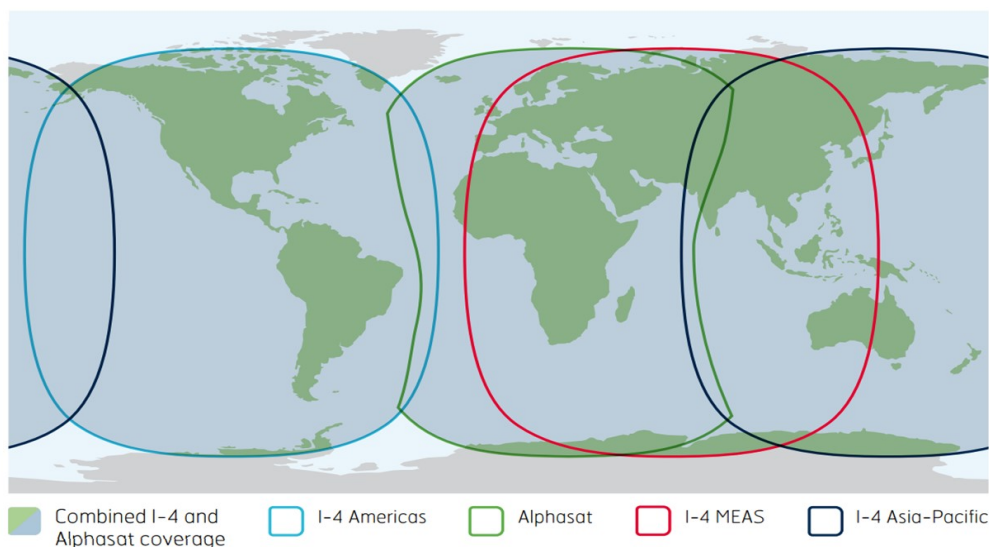 Combined I-4 and
Alphasat coverage
I-4 Americas
Alphasat
I-4 MEAS
I-4 Asia-Pacific